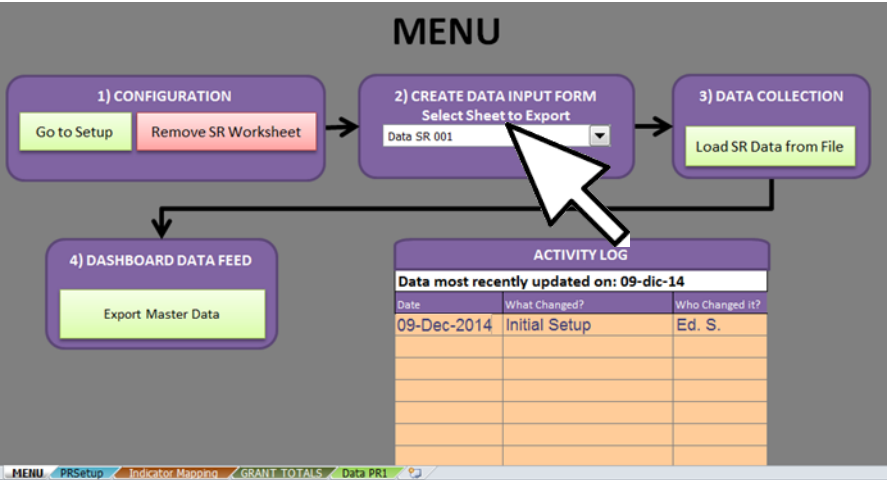 MENU
1) CONFIGURATION
Go to Setup
Remove SR Worksheet
2) CREATE DATA INPUT FORM
Select Sheet to Export
Data SR 001
3) DATA COLLECTION
Load SR Data from File
4) DASHBOARD DATA FEED
Export Master Data
ACTIVITY LOG
Data most recently updated on: 09-dic-14
Date What Changed? Who Changed it?
09-Dec-2014 Initial Setup Ed. S.
MENU PRSetup Indicator Mapping GRANT TOTALS Data PR1